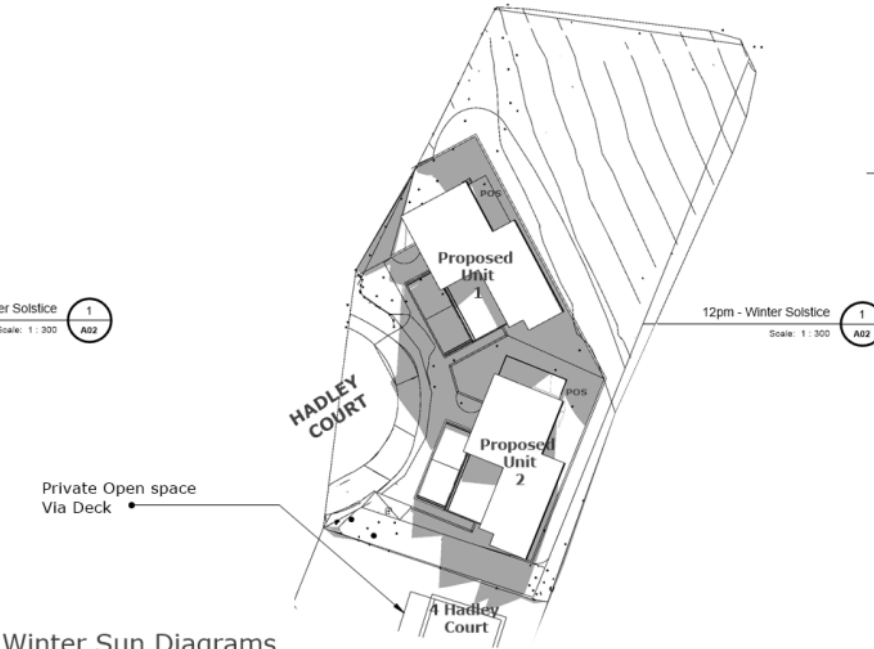 POS
Proposed
Unit
1
er Solstice
Scale: 1 : 300
1
A02
12pm - Winter Solstice
Scale: 1 : 300
1
A02
HADLEY
COURT
POS
Proposed
Unit
2
Private Open space
Via Deck
4 Hadley
Court
Winter Sun Diagrams